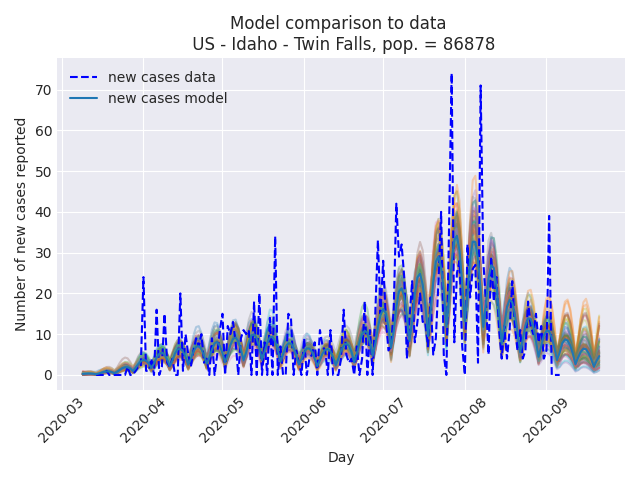 Model comparison to data
US - Idaho - Twin Falls, pop. = 86878
new cases data
new cases model
Number of new cases reported
70
60
50
40
30
20
10
0
2020-03
2020-04
2020-05
2020-06
2020-07
2020-08
2020-09
Day